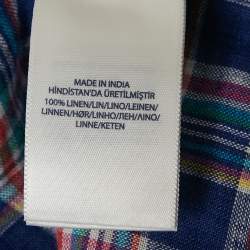 MADE IN INDIA
HİNDİSTAN'DA ÜRETİLMİŞTİR
100% LINEN/LIN/LINO/LEINEN/
LINNEN/HØR/LINHO/ЛЕН/ΛΙΝΟ/
LINNE/KETEN